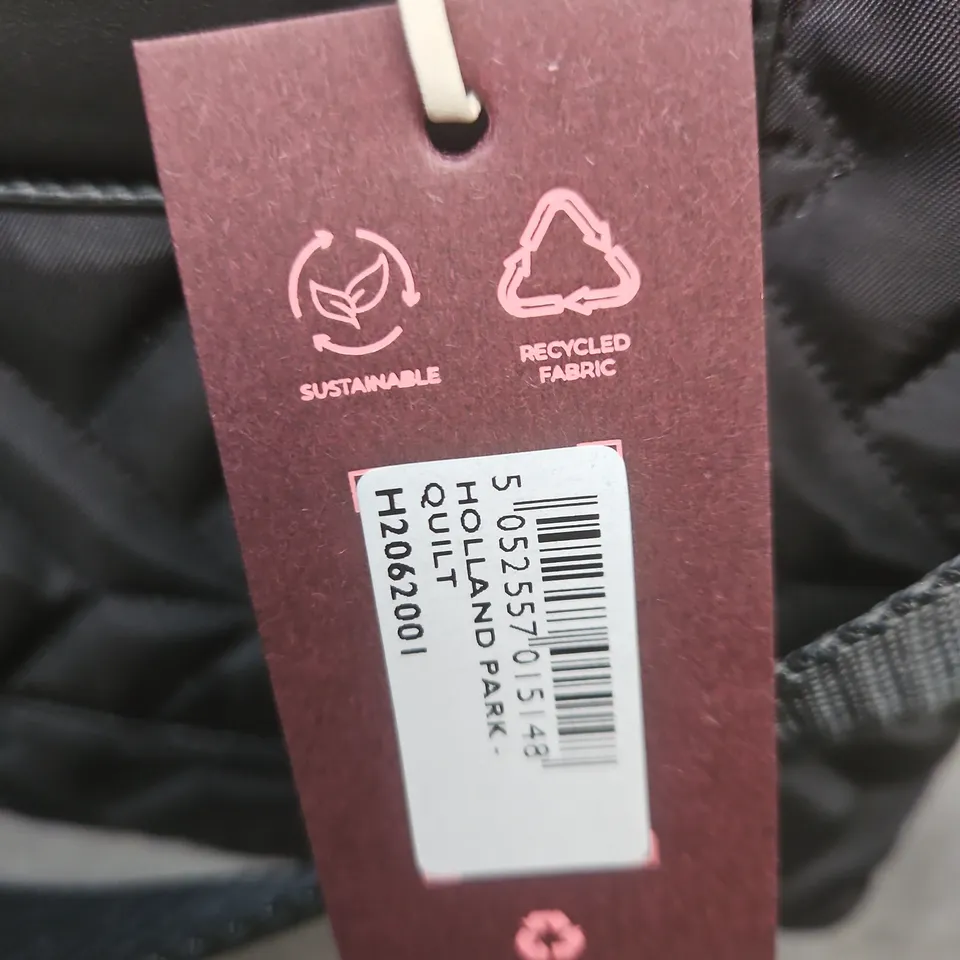 SUSTAINABLE
RECYCLED
FABRIC
5 052557 015148
HOLLAND PARK -
QUILT
H2062001